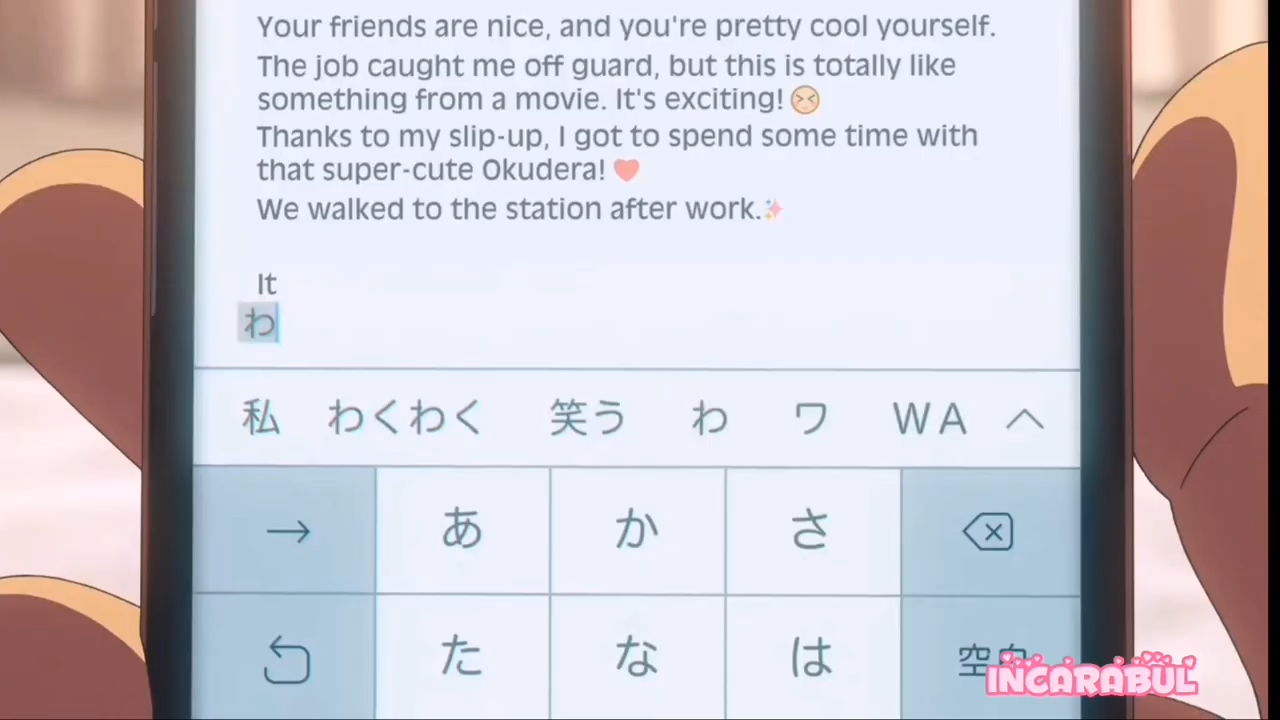 Your friends are nice, and you're pretty cool yourself.
The job caught me off guard, but this is totally like
something from a movie. It's exciting! 😆
Thanks to my slip-up, I got to spend some time with
that super-cute Okudera! ❤️
We walked to the station after work.✨
It
わ
私 わくわく 笑う わ ワ WA
→ あ か さ
た な は 空白
INCARABUL